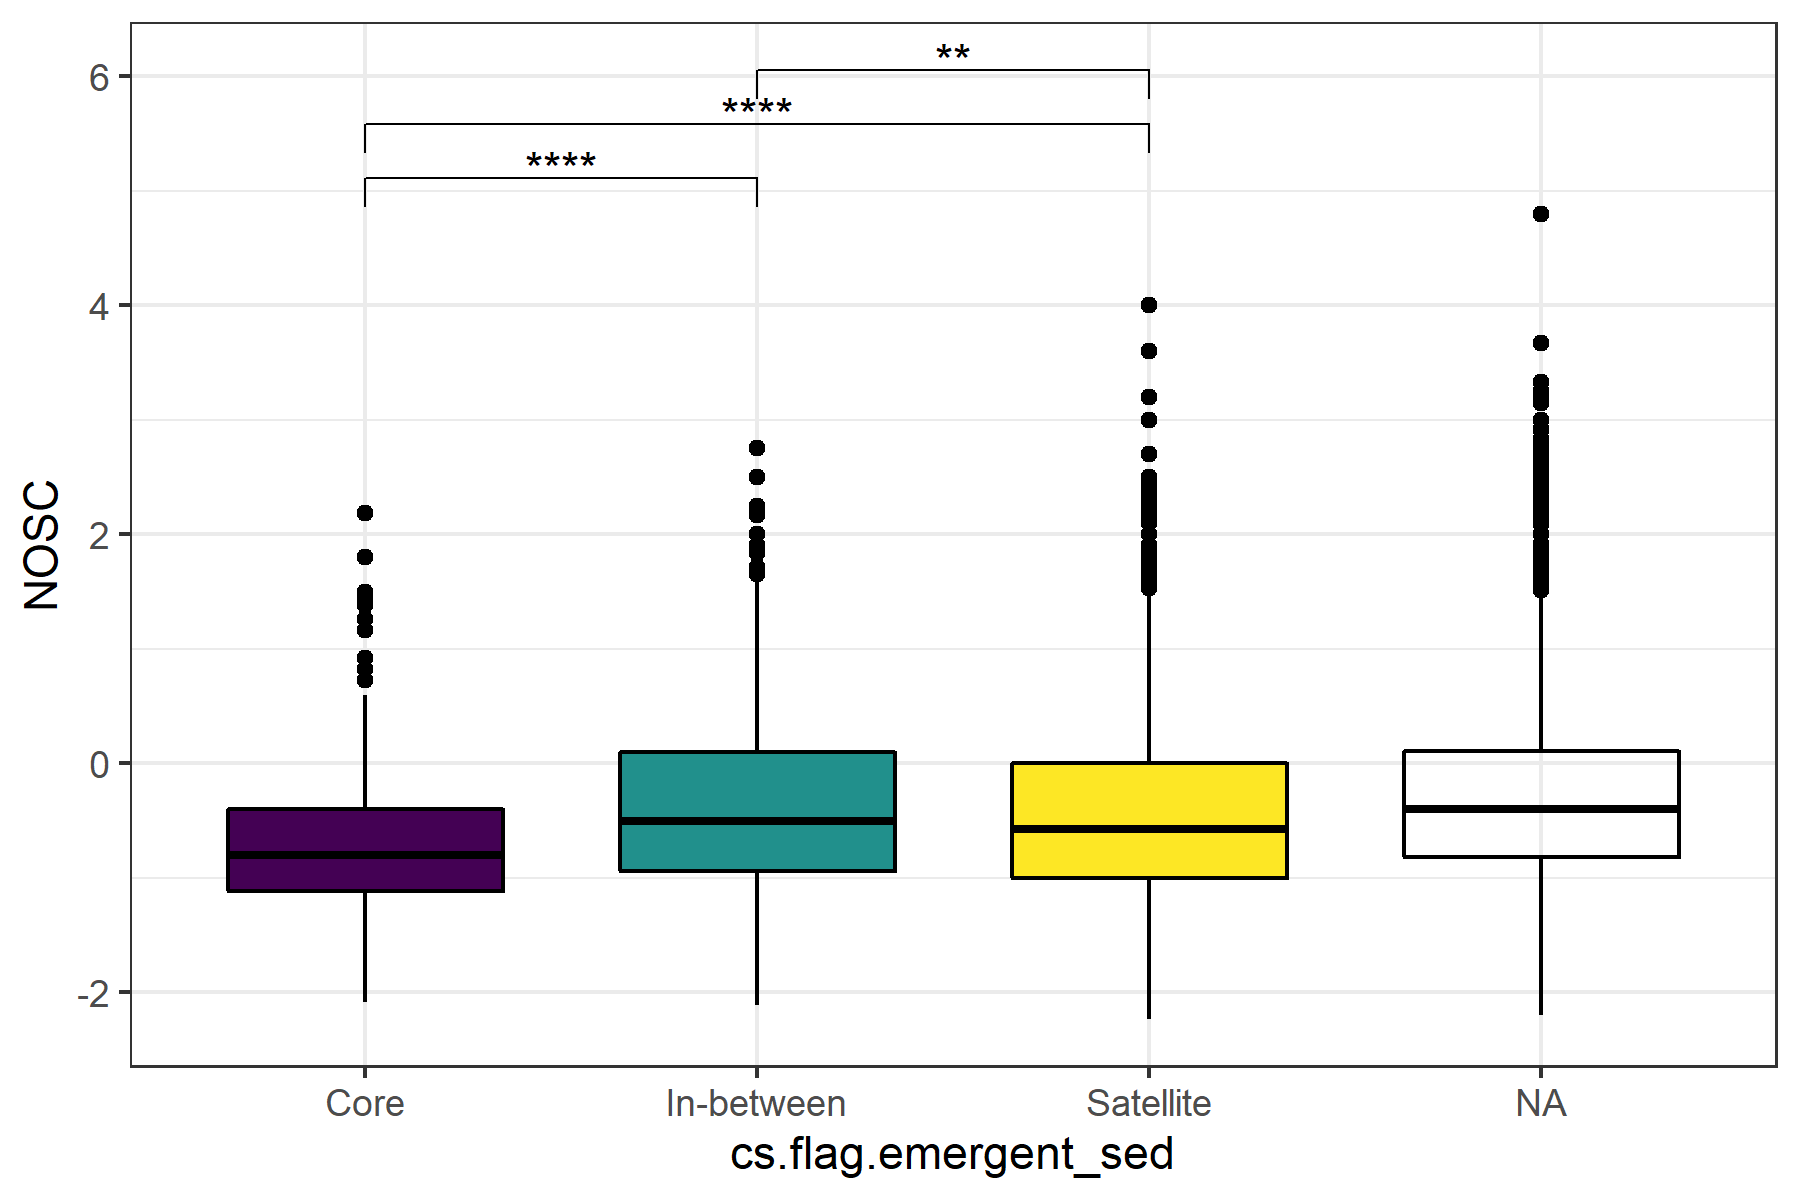 **
****
****
6
4
2
0
-2
NOSC
Core In-between Satellite NA
cs.flag.emergent_sed